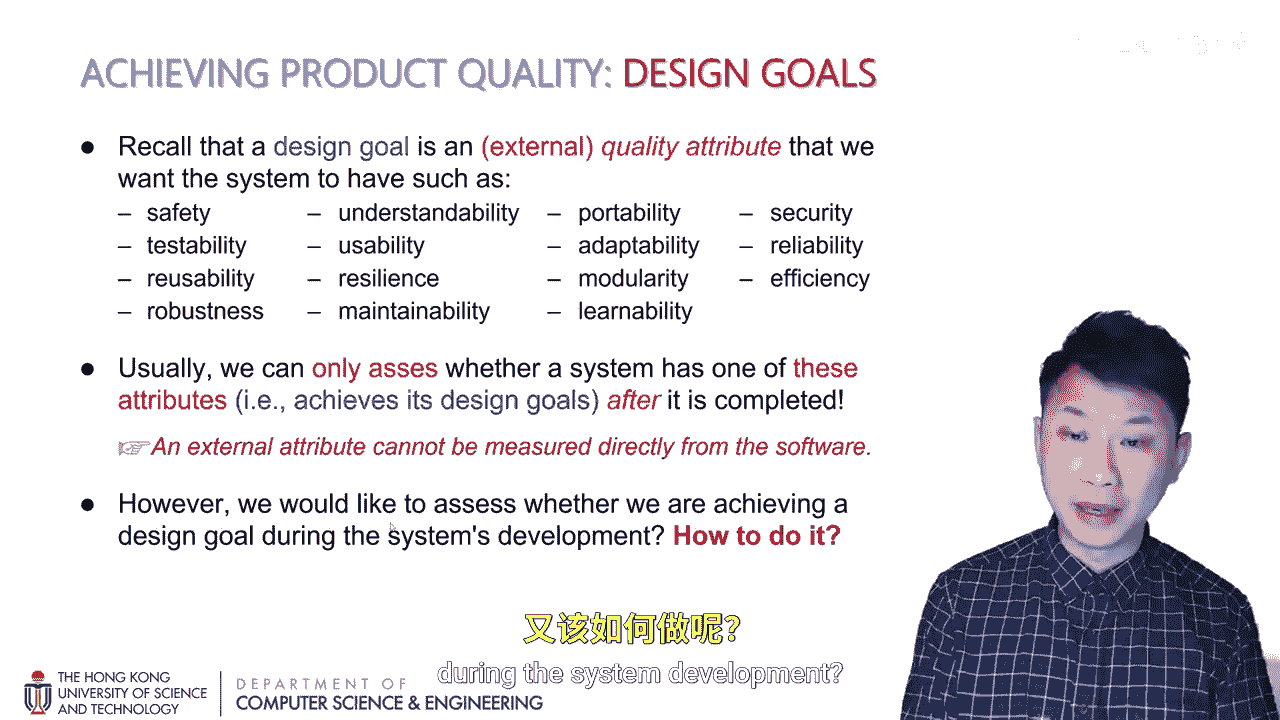 ACHIEVING PRODUCT QUALITY: DESIGN GOALS
● Recall that a design goal is an (external) quality attribute that we
want the system to have such as:
– safety – understandability – portability – security
– testability – usability – adaptability – reliability
– reusability – resilience – modularity – efficiency
– robustness – maintainability – learnability
● Usually, we can only asses whether a system has one of these
attributes (i.e., achieves its design goals) after it is completed!
☞ An external attribute cannot be measured directly from the software.
● However, we would like to assess whether we are achieving a
design goal during the system's development? How to do it?
又该如何做呢?
during the system development?
THE HONG KONG
UNIVERSITY OF SCIENCE
AND TECHNOLOGY
DEPARTMENT OF
COMPUTER SCIENCE & ENGINEERING